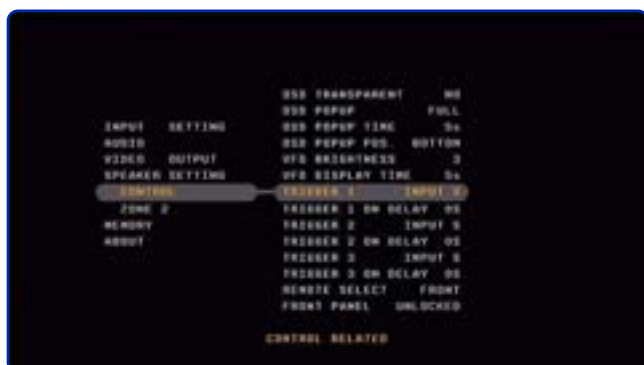 INPUT SETTING
AUDIO
VIDEO OUTPUT
SPEAKER SETTING
CONTROL
ZONE 2
MEMORY
ABOUT
OSD TRANSPARENT NO
OSD POPUP FULL
OSD POPUP TIME 5s
OSD POPUP POS. BOTTOM
VFD BRIGHTNESS 3
VFD DISPLAY TIME 5s
TRIGGER 1 INPUT
TRIGGER 1 ON DELAY 0S
TRIGGER 2 INPUT S
TRIGGER 2 ON DELAY 0S
TRIGGER 3 INPUT S
TRIGGER 3 ON DELAY 0S
REMOTE SELECT FRONT
FRONT PANEL UNLOCKED
CONTROL RELATED